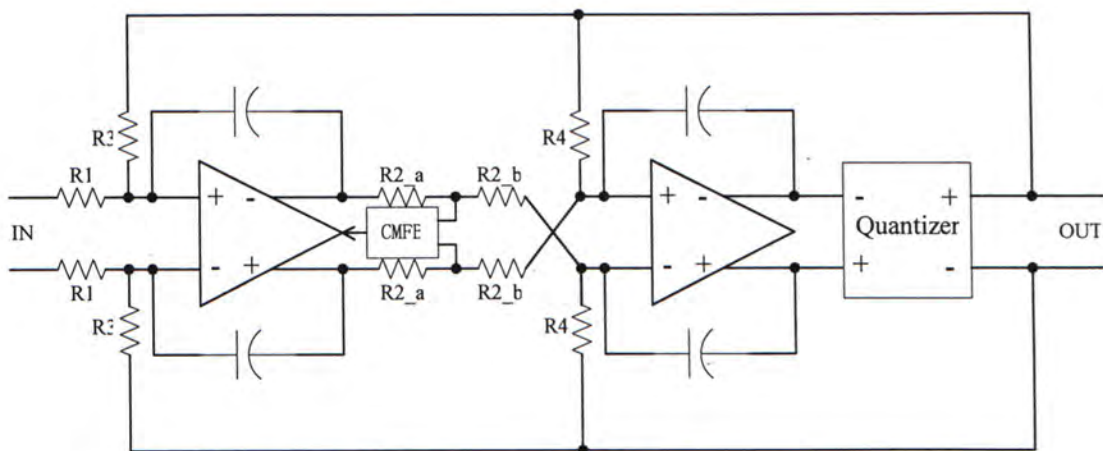 R3
R4
R1
R2_a
R2_b
+
-
+
-
-
+
IN
CMFE
Quantizer
OUT
-
+
-
+
+
-
R1
R2_a
R2_b
R3
R4